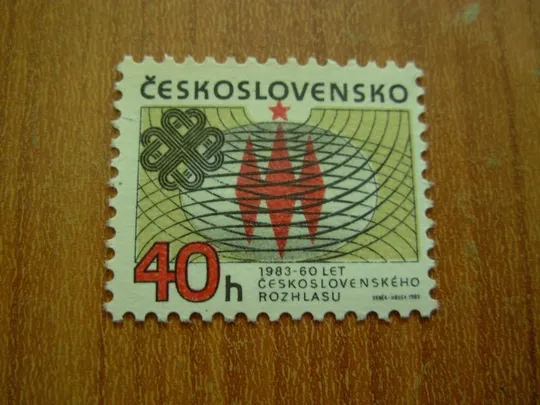 ČESKOSLOVENSKO
40h
1983-60 LET
ČESKOSLOVENSKÉHO
ROZHLASU